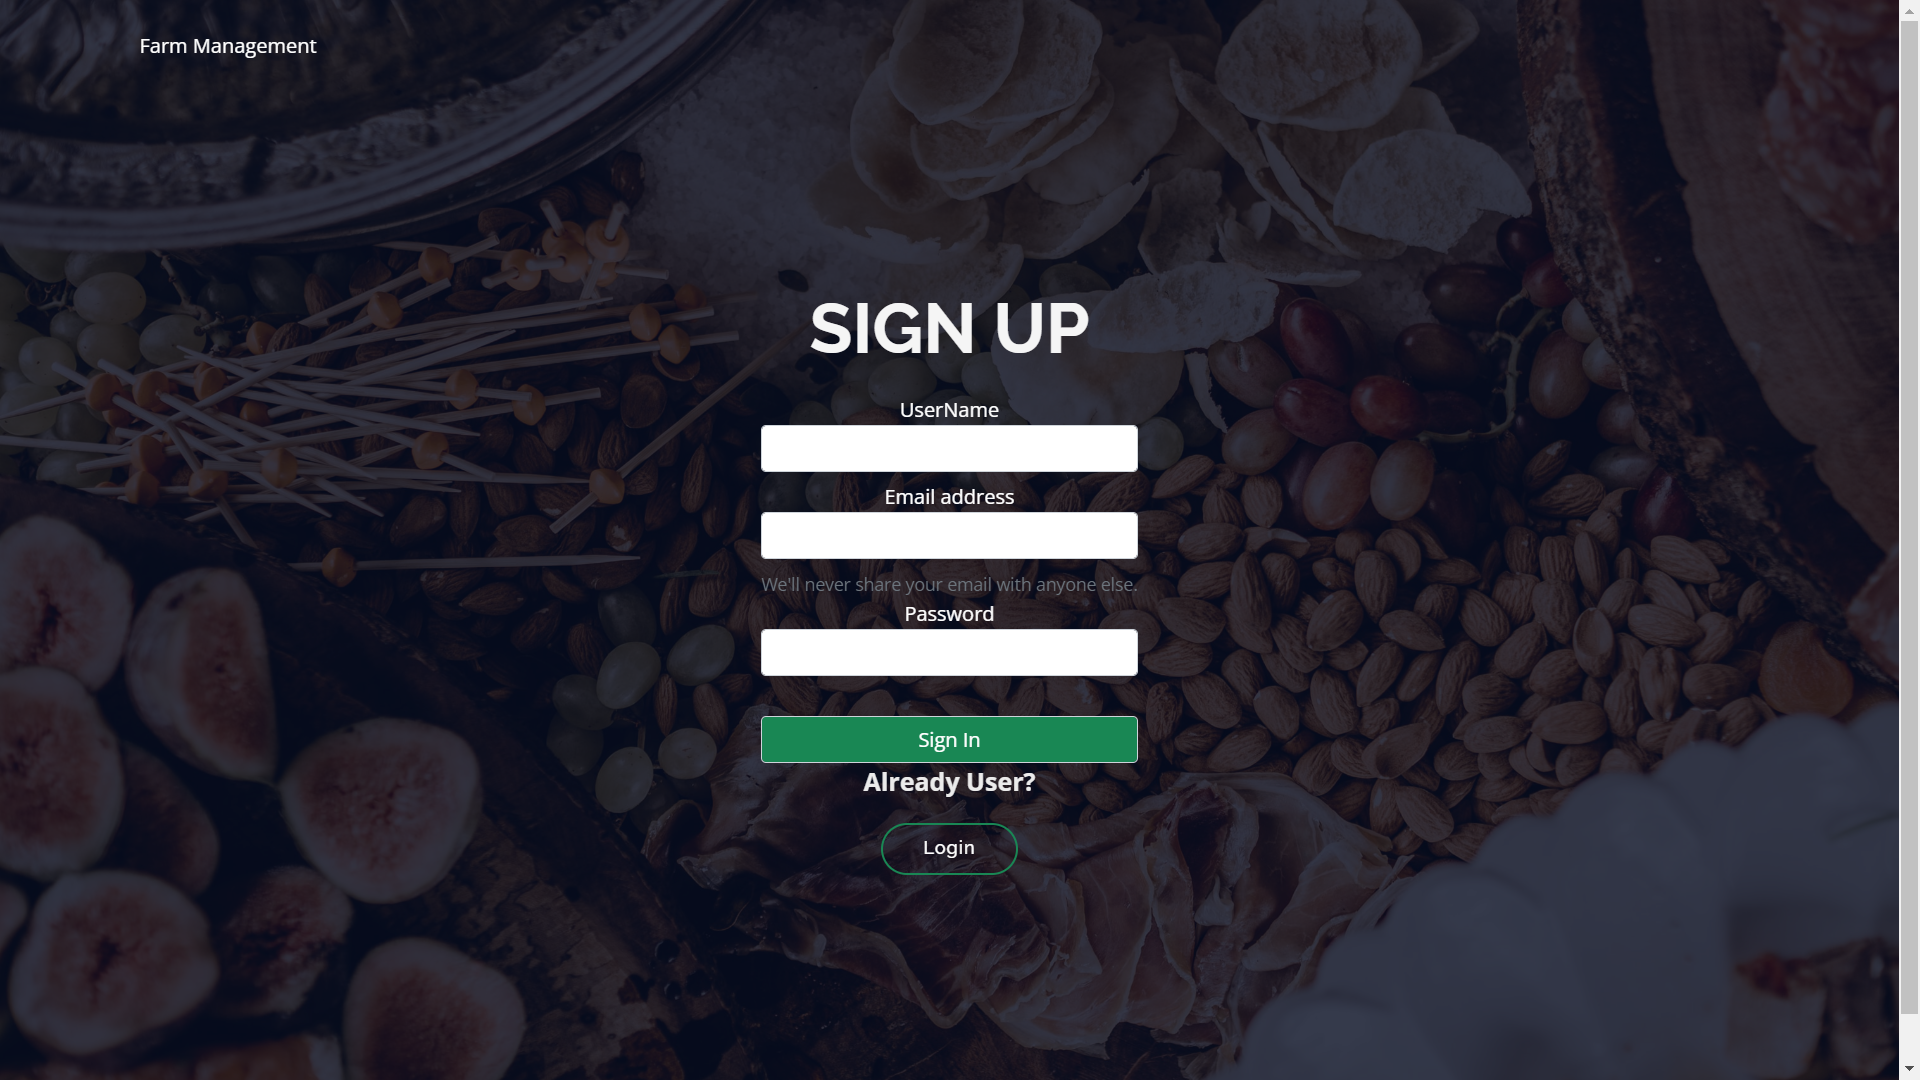 Farm Management
SIGN UP
UserName
Email address
We'll never share your email with anyone else.
Password
Sign In
Already User?
Login